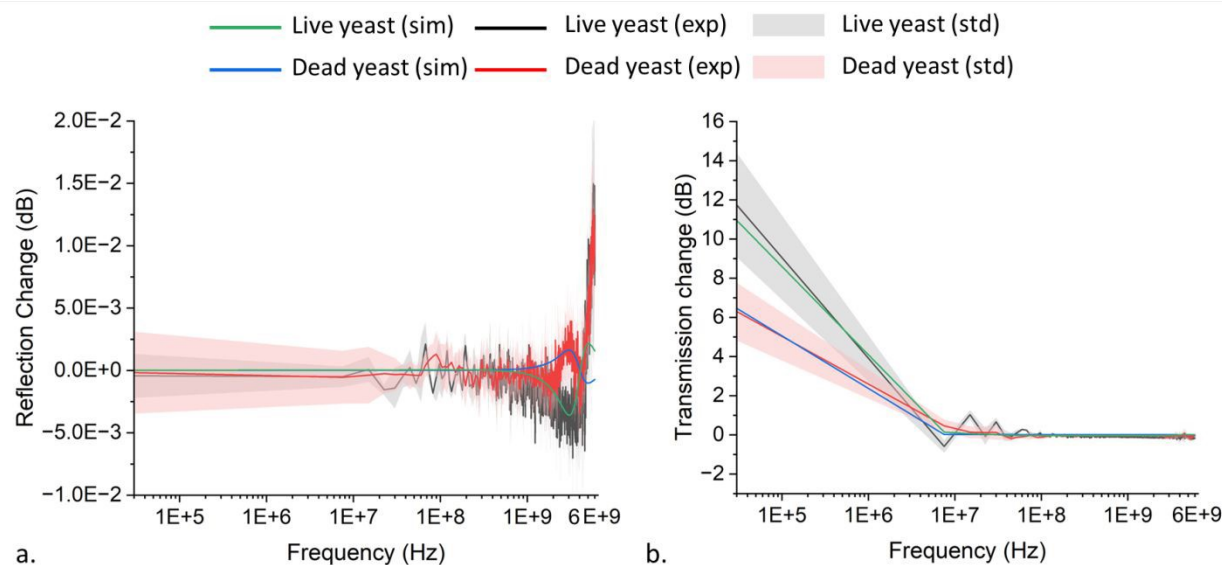 Live yeast (sim) Live yeast (exp) Live yeast (std)
Dead yeast (sim) Dead yeast (exp) Dead yeast (std)
2.0E−2
1.5E−2
1.0E−2
5.0E−3
0.0E+0
−5.0E−3
−1.0E−2
Reflection Change (dB)
1E+5 1E+6 1E+7 1E+8 1E+9 6E+9
Frequency (Hz)
a.
16
14
12
10
8
6
4
2
0
−2
Transmission change (dB)
1E+5 1E+6 1E+7 1E+8 1E+9 6E+9
Frequency (Hz)
b.